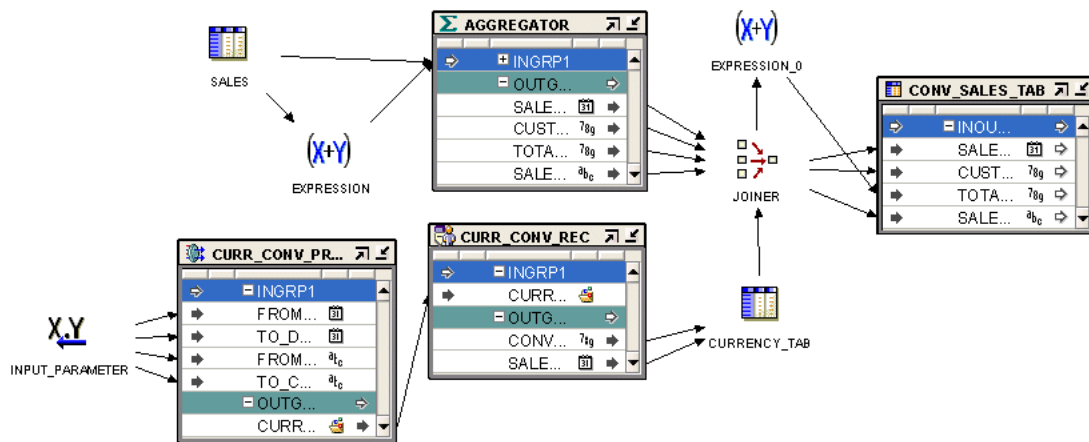 AGGREGATOR
INGRP1
OUTG...
SALE...
CUST...
TOTA...
SALE...
SALES
(X+Y)
EXPRESSION
(X+Y)
EXPRESSION_0
JOINER
CONV_SALES_TAB
INOU...
SALE...
CUST...
TOTA...
SALE...
X.Y
INPUT_PARAMETER
CURR_CONV_PR...
INGRP1
FROM...
TO_D...
FROM...
TO_C...
OUTG...
CURR...
CURR_CONV_REC
INGRP1
CURR...
OUTG...
CONV...
SALE...
CURRENCY_TAB